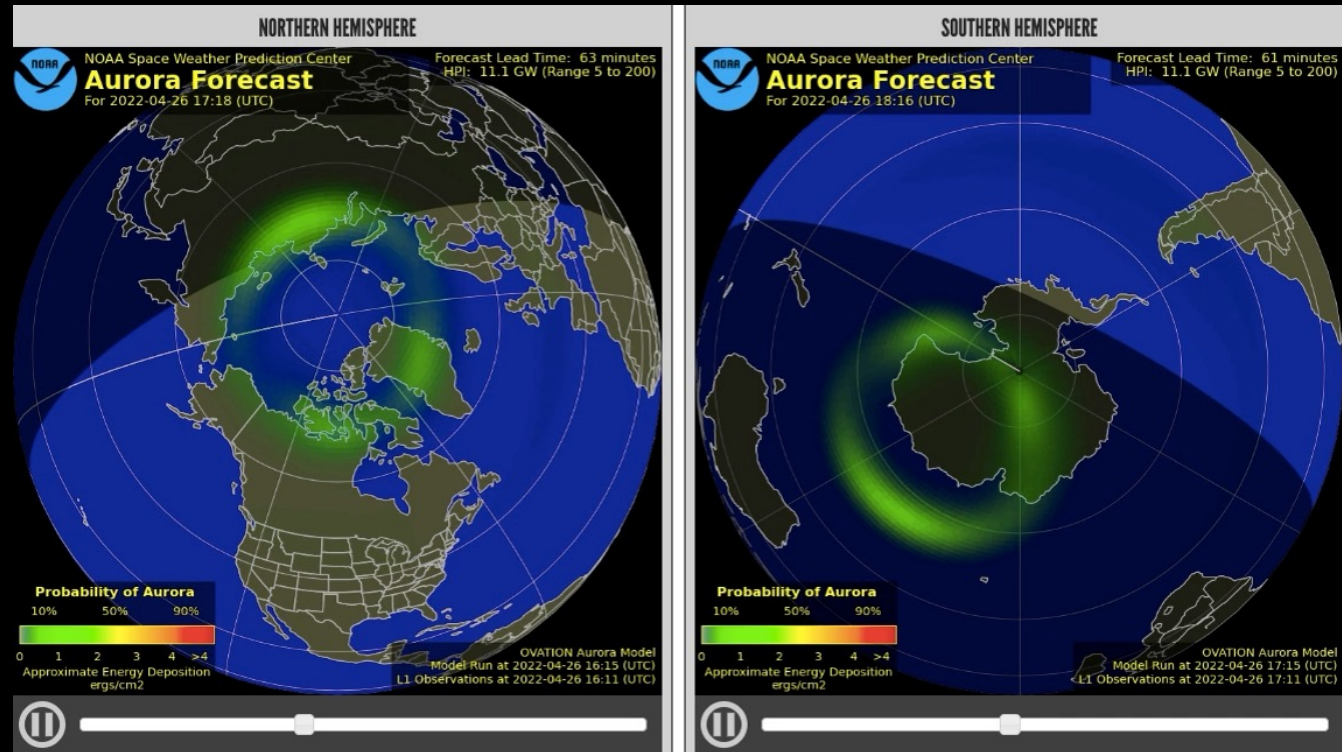 NORTHERN HEMISPHERE
NOAA
NOAA Space Weather Prediction Center
Aurora Forecast
For 2022-04-26 17:18 (UTC)
Forecast Lead Time: 63 minutes
HPI: 11.1 GW (Range 5 to 200)
Probability of Aurora
10% 50% 90%
0 1 2 3 4 >4
Approximate Energy Deposition
ergs/cm2
OVATION Aurora Model
Model Run at 2022-04-26 16:15 (UTC)
L1 Observations at 2022-04-26 16:11 (UTC)
SOUTHERN HEMISPHERE
NOAA
NOAA Space Weather Prediction Center
Aurora Forecast
For 2022-04-26 18:16 (UTC)
Forecast Lead Time: 61 minutes
HPI: 11.1 GW (Range 5 to 200)
Probability of Aurora
10% 50% 90%
0 1 2 3 4 >4
Approximate Energy Deposition
ergs/cm2
OVATION Aurora Model
Model Run at 2022-04-26 17:15 (UTC)
L1 Observations at 2022-04-26 17:11 (UTC)